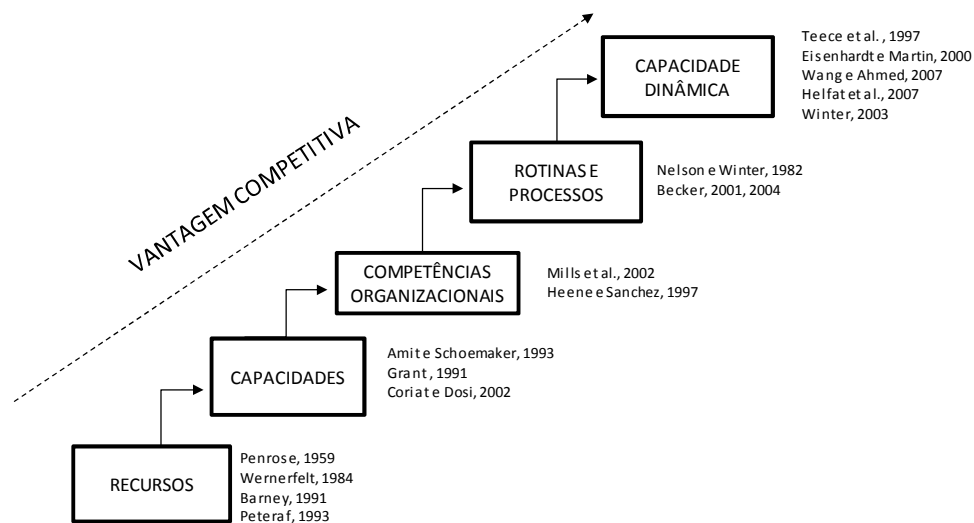 Teece et al., 1997
Eisenhardt e Martin, 2000
Wang e Ahmed, 2007
Helfat et al., 2007
Winter, 2003
CAPACIDADE
DINÂMICA
VANTAGEM COMPETITIVA
ROTINAS E
PROCESSOS
Nelson e Winter, 1982
Becker, 2001, 2004
COMPETÊNCIAS
ORGANIZACIONAIS
Mills et al., 2002
Heene e Sanchez, 1997
CAPACIDADES
Amit e Schoemaker, 1993
Grant, 1991
Coriat e Dosi, 2002
RECURSOS
Penrose, 1959
Wernerfelt, 1984
Barney, 1991
Peteraf, 1993